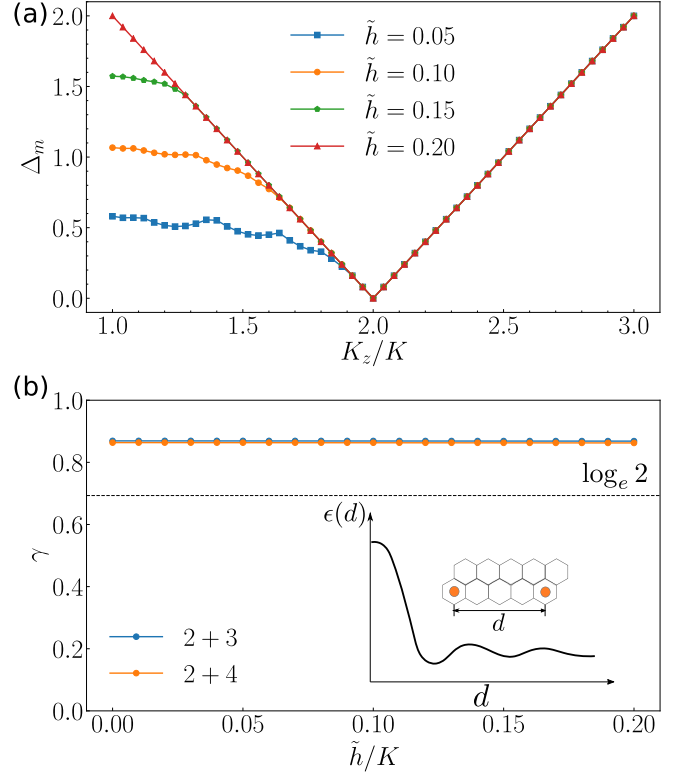 (a)
2.0
1.5
1.0
0.5
0.0
Δ_m
h̃ = 0.05
h̃ = 0.10
h̃ = 0.15
h̃ = 0.20
1.0 1.5 2.0 2.5 3.0
K_z/K
(b)
1.0
0.8
0.6
0.4
0.2
0.0
γ
log_e 2
ϵ(d)
d
d
2 + 3
2 + 4
0.00 0.05 0.10 0.15 0.20
h̃/K